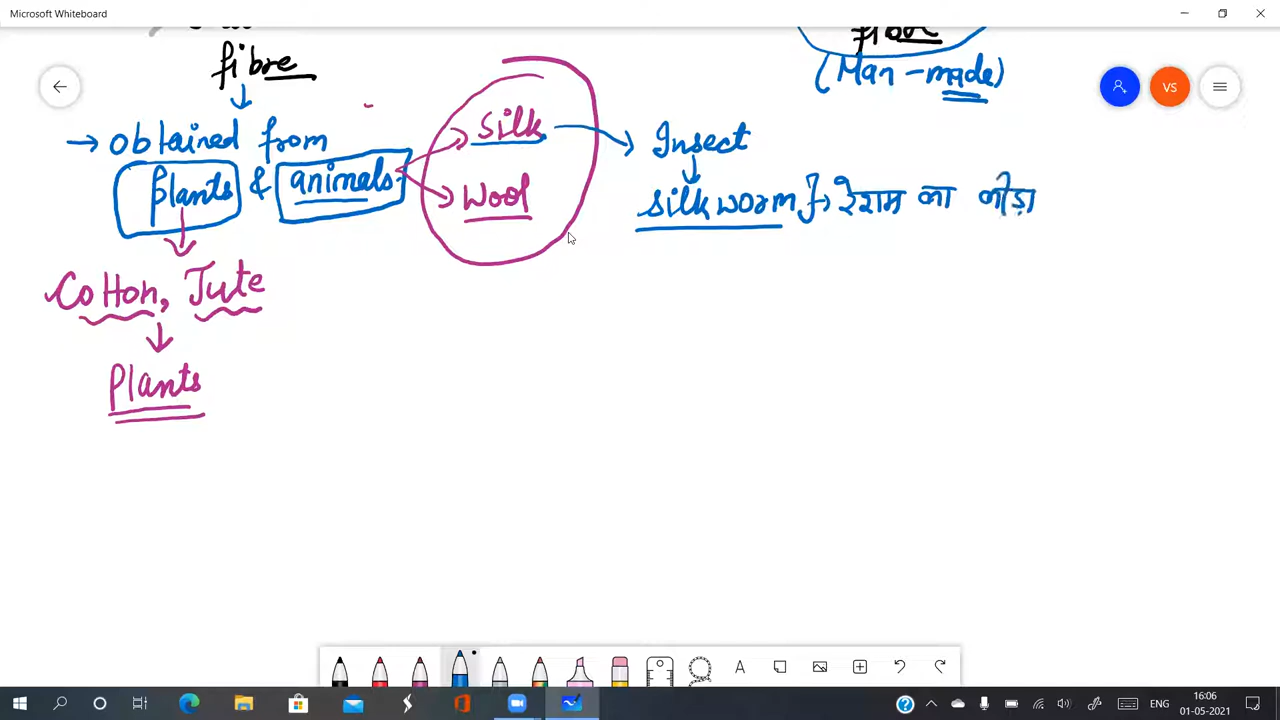 Microsoft Whiteboard
fibre
(Man-made)
VS
→ obtained from
plants & animals
Silk
Wool
Insect
silkworm }→ रेशम का कीड़ा
Cotton, Jute
Plants
ENG
16:06
01-05-2021